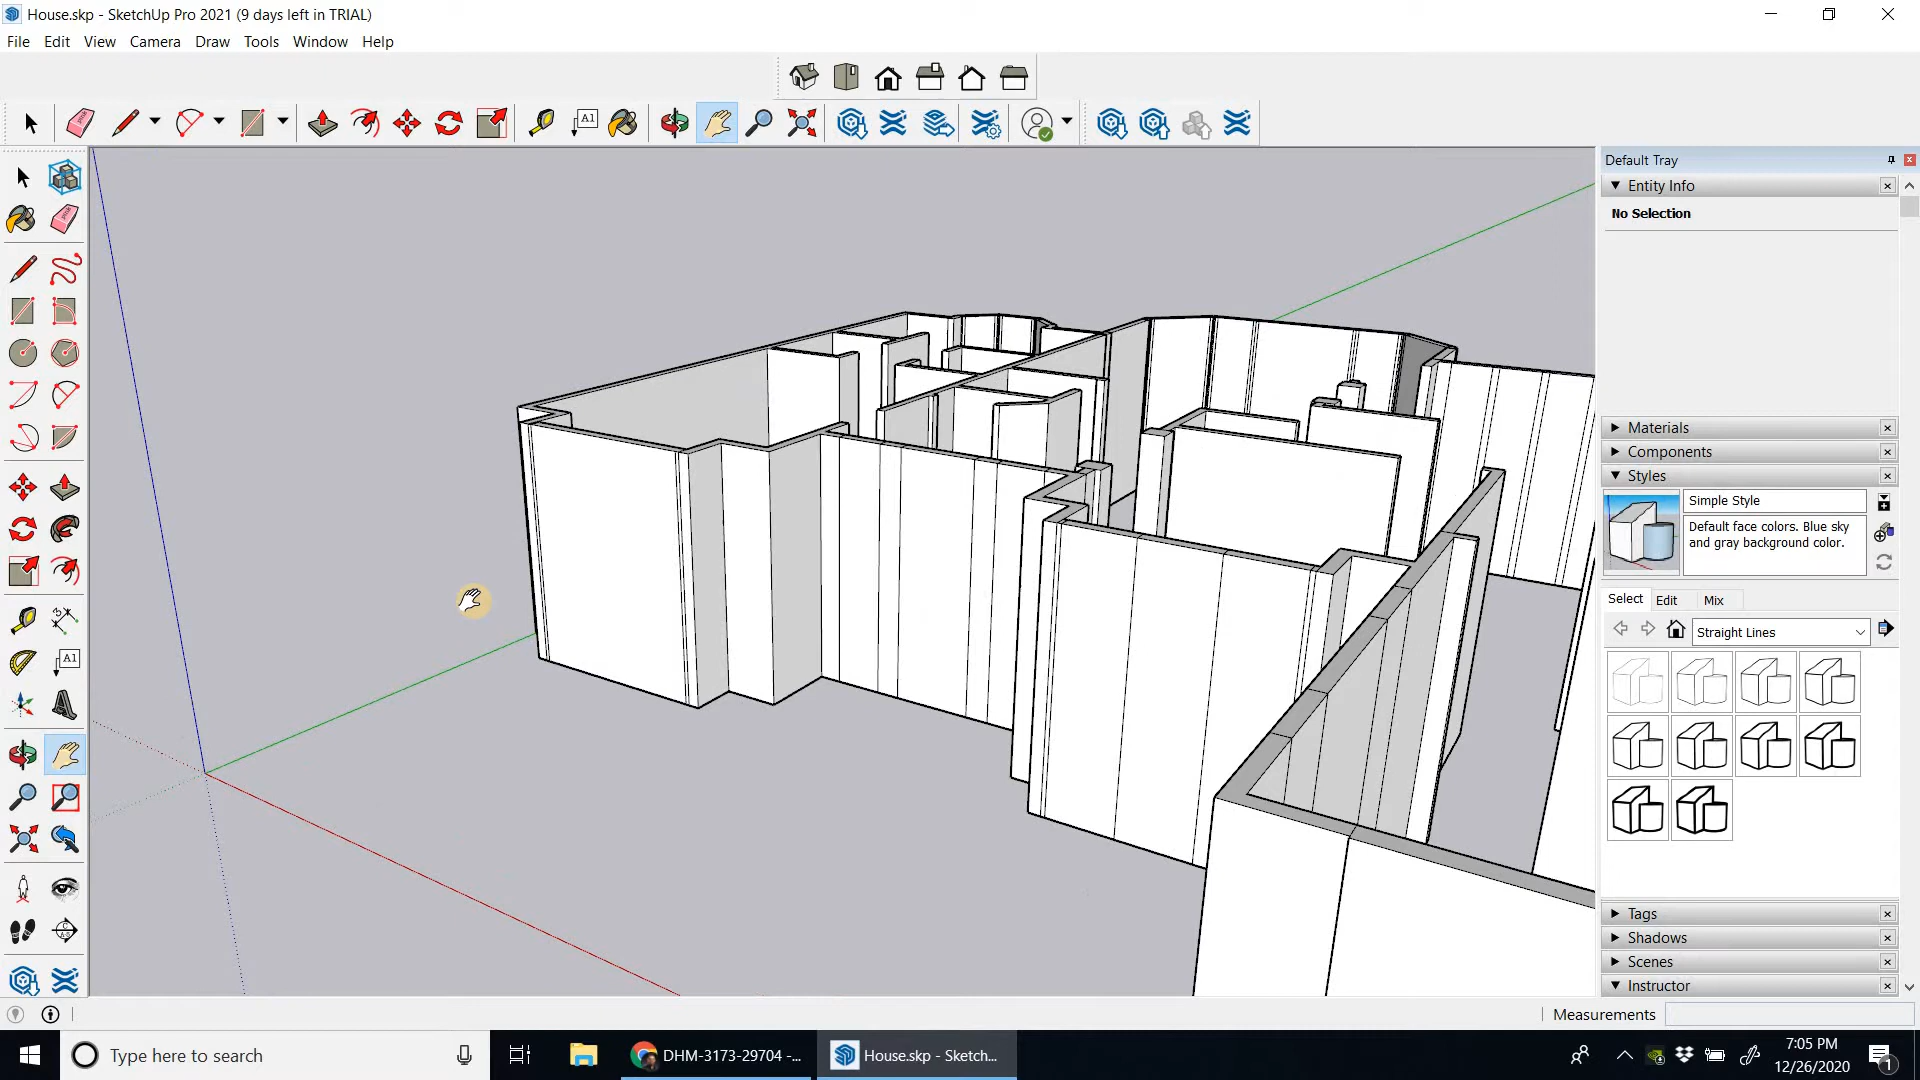 House.skp - SketchUp Pro 2021 (9 days left in TRIAL)
File Edit View Camera Draw Tools Window Help
A1
Default Tray
Entity Info
No Selection
Materials
Components
Styles
Simple Style
Default face colors. Blue sky
and gray background color.
Select Edit Mix
Straight Lines
A1
Tags
Shadows
Scenes
Instructor
Measurements
Type here to search
DHM-3173-29704 -...
House.skp - Sketch...
7:05 PM
12/26/2020
1